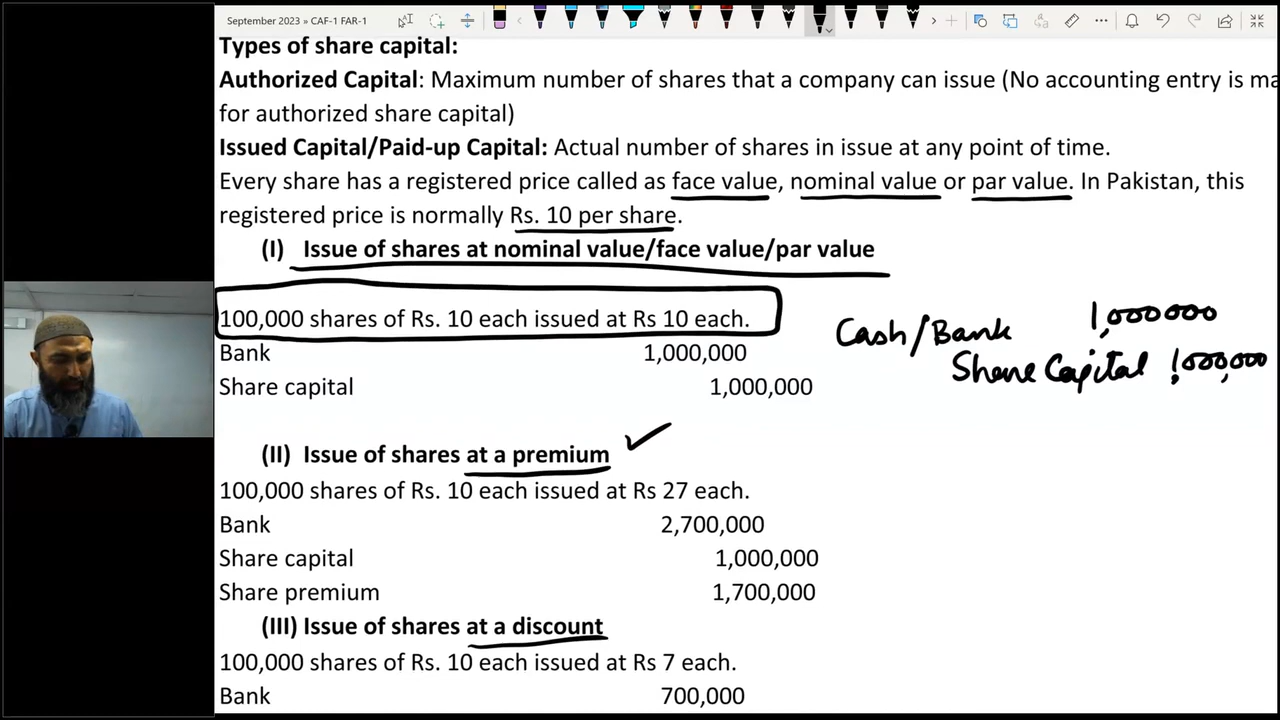 September 2023 » CAF-1 FAR-1
Types of share capital:
Authorized Capital: Maximum number of shares that a company can issue (No accounting entry is ma
for authorized share capital)
Issued Capital/Paid-up Capital: Actual number of shares in issue at any point of time.
Every share has a registered price called as face value, nominal value or par value. In Pakistan, this
registered price is normally Rs. 10 per share.
(I) Issue of shares at nominal value/face value/par value
100,000 shares of Rs. 10 each issued at Rs 10 each.
Bank 1,000,000
Share capital 1,000,000
Cash/Bank 1,000000
Share Capital 1,000,000
(II) Issue of shares at a premium
100,000 shares of Rs. 10 each issued at Rs 27 each.
Bank 2,700,000
Share capital 1,000,000
Share premium 1,700,000
(III) Issue of shares at a discount
100,000 shares of Rs. 10 each issued at Rs 7 each.
Bank 700,000